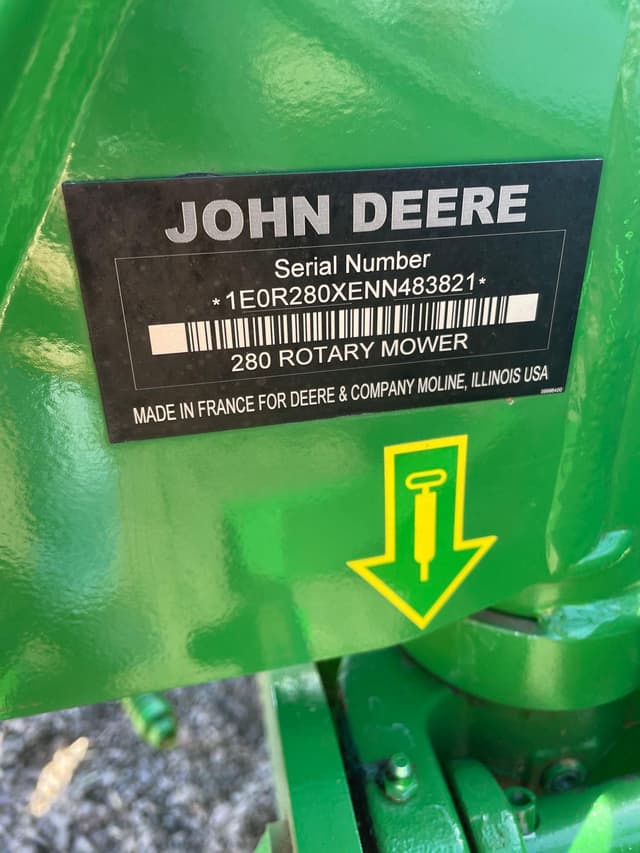 JOHN DEERE
Serial Number
*1E0R280XENN483821*
280 ROTARY MOWER
MADE IN FRANCE FOR DEERE & COMPANY MOLINE, ILLINOIS USA